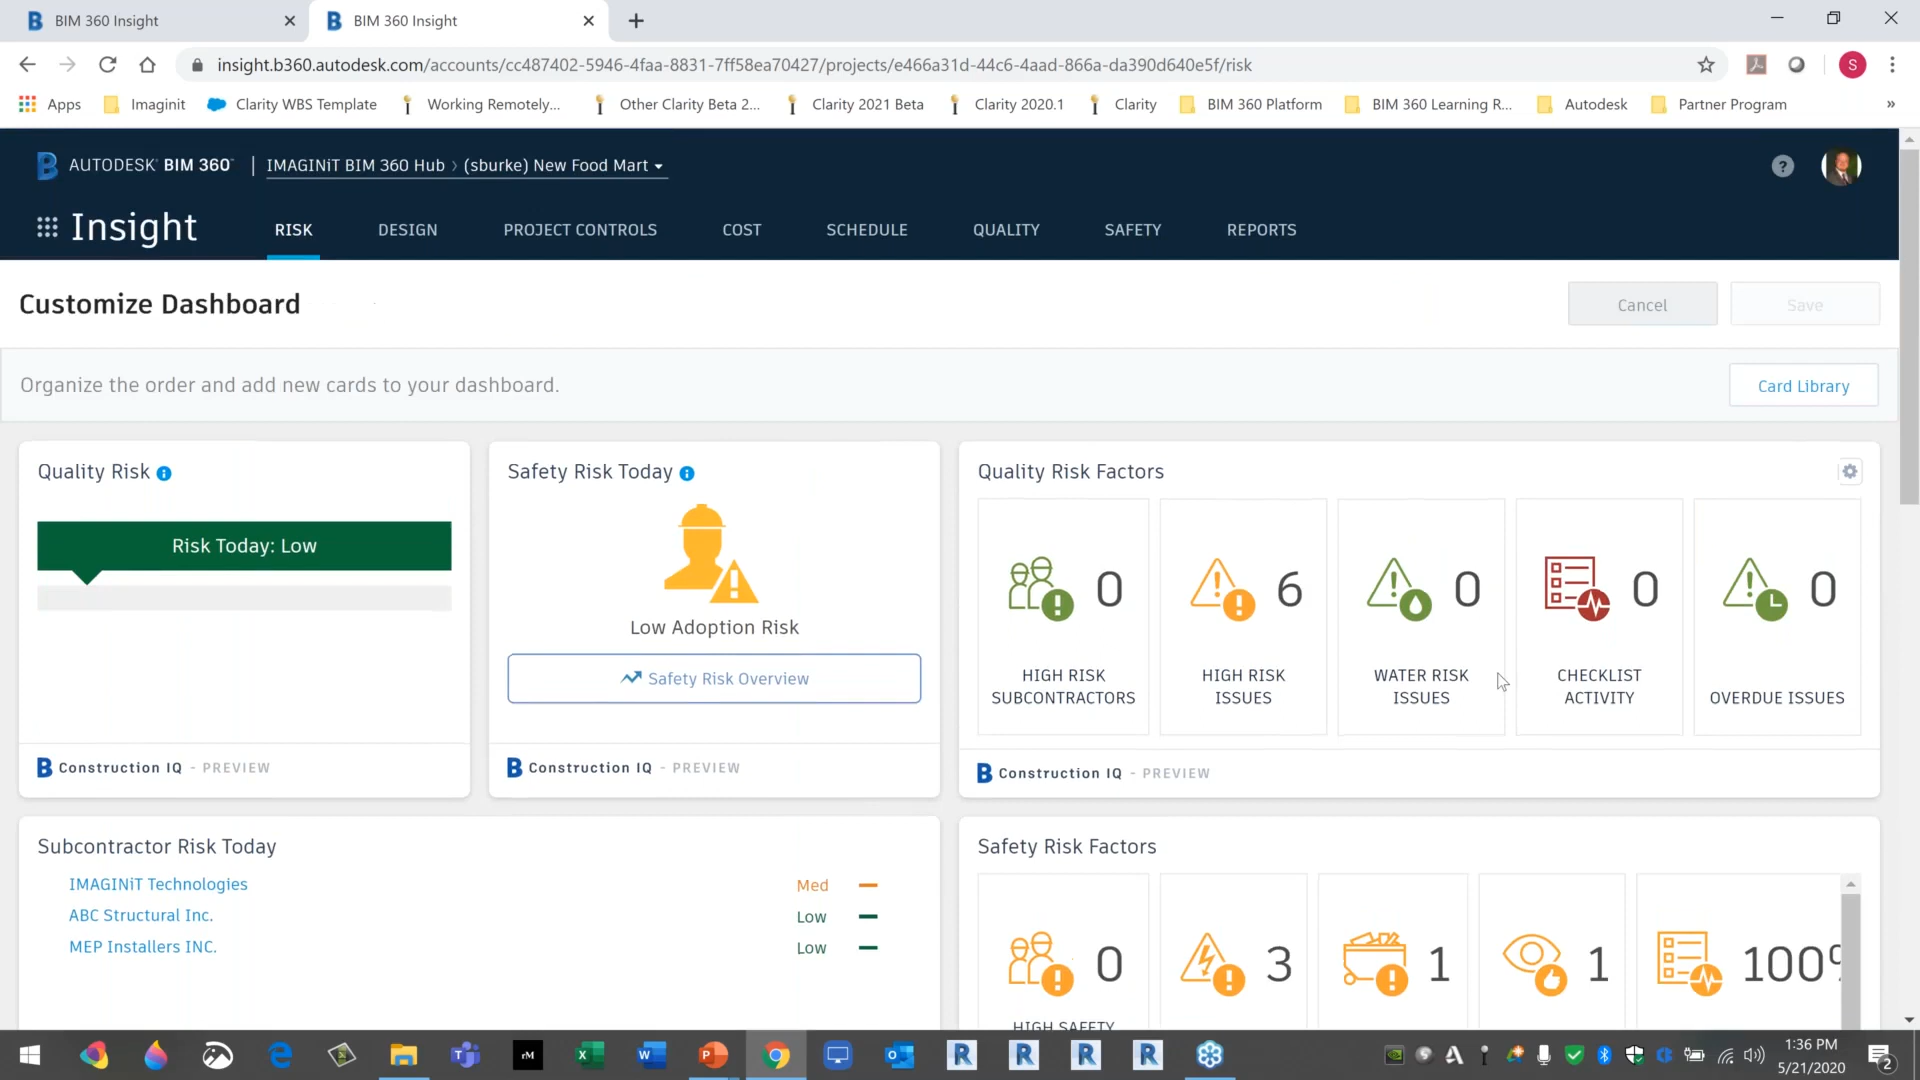 BIM 360 Insight
BIM 360 Insight
insight.b360.autodesk.com/accounts/cc487402-5946-4faa-8831-7ff58ea70427/projects/e466a31d-44c6-4aad-866a-da390d640e5f/risk
S
Apps Imaginit Clarity WBS Template Working Remotely... Other Clarity Beta 2... Clarity 2021 Beta Clarity 2020.1 Clarity BIM 360 Platform BIM 360 Learning R... Autodesk Partner Program »
AUTODESK BIM 360 | IMAGINiT BIM 360 Hub > (sburke) New Food Mart
Insight RISK DESIGN PROJECT CONTROLS COST SCHEDULE QUALITY SAFETY REPORTS
Customize Dashboard
Cancel Save
Organize the order and add new cards to your dashboard.
Card Library
Quality Risk
Risk Today: Low
Construction IQ - PREVIEW
Safety Risk Today
Low Adoption Risk
Safety Risk Overview
Construction IQ - PREVIEW
Quality Risk Factors
0 6 0 0 0
HIGH RISK
SUBCONTRACTORS
HIGH RISK
ISSUES
WATER RISK
ISSUES
CHECKLIST
ACTIVITY
OVERDUE ISSUES
Construction IQ - PREVIEW
Subcontractor Risk Today
IMAGINiT Technologies Med
ABC Structural Inc. Low
MEP Installers INC. Low
Safety Risk Factors
0 3 1 1 100%
HIGH SAFETY
1:36 PM
5/21/2020
2